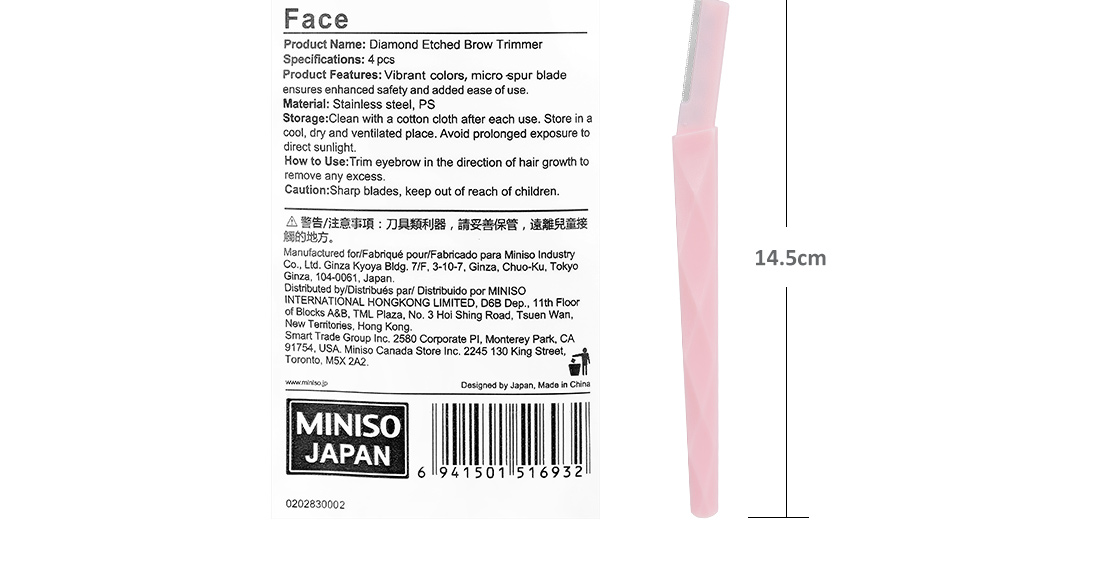 Face
Product Name: Diamond Etched Brow Trimmer
Specifications: 4 pcs
Product Features: Vibrant colors, micro-spur blade
ensures enhanced safety and added ease of use.
Material: Stainless steel, PS
Storage:Clean with a cotton cloth after each use. Store in a
cool, dry and ventilated place. Avoid prolonged exposure to
direct sunlight.
How to Use:Trim eyebrow in the direction of hair growth to
remove any excess.
Caution:Sharp blades, keep out of reach of children.
⚠警告/注意事項：刀具類利器，請妥善保管，遠離兒童接
觸的地方。
Manufactured for/Fabriqué pour/Fabricado para Miniso Industry
Co., Ltd. Ginza Kyoya Bldg. 7/F, 3-10-7, Ginza, Chuo-Ku, Tokyo
Ginza, 104-0061, Japan.
Distributed by/Distribués par/ Distribuido por MINISO
INTERNATIONAL HONGKONG LIMITED, D6B Dep., 11th Floor
of Blocks A&B, TML Plaza, No. 3 Hoi Shing Road, Tsuen Wan,
New Territories, Hong Kong.
Smart Trade Group Inc. 2580 Corporate Pl, Monterey Park, CA
91754, USA. Miniso Canada Store Inc. 2245 130 King Street,
Toronto, M5X 2A2.
www.miniso.jp Designed by Japan, Made in China
MINISO
JAPAN
6 941501 516932
0202830002
14.5cm